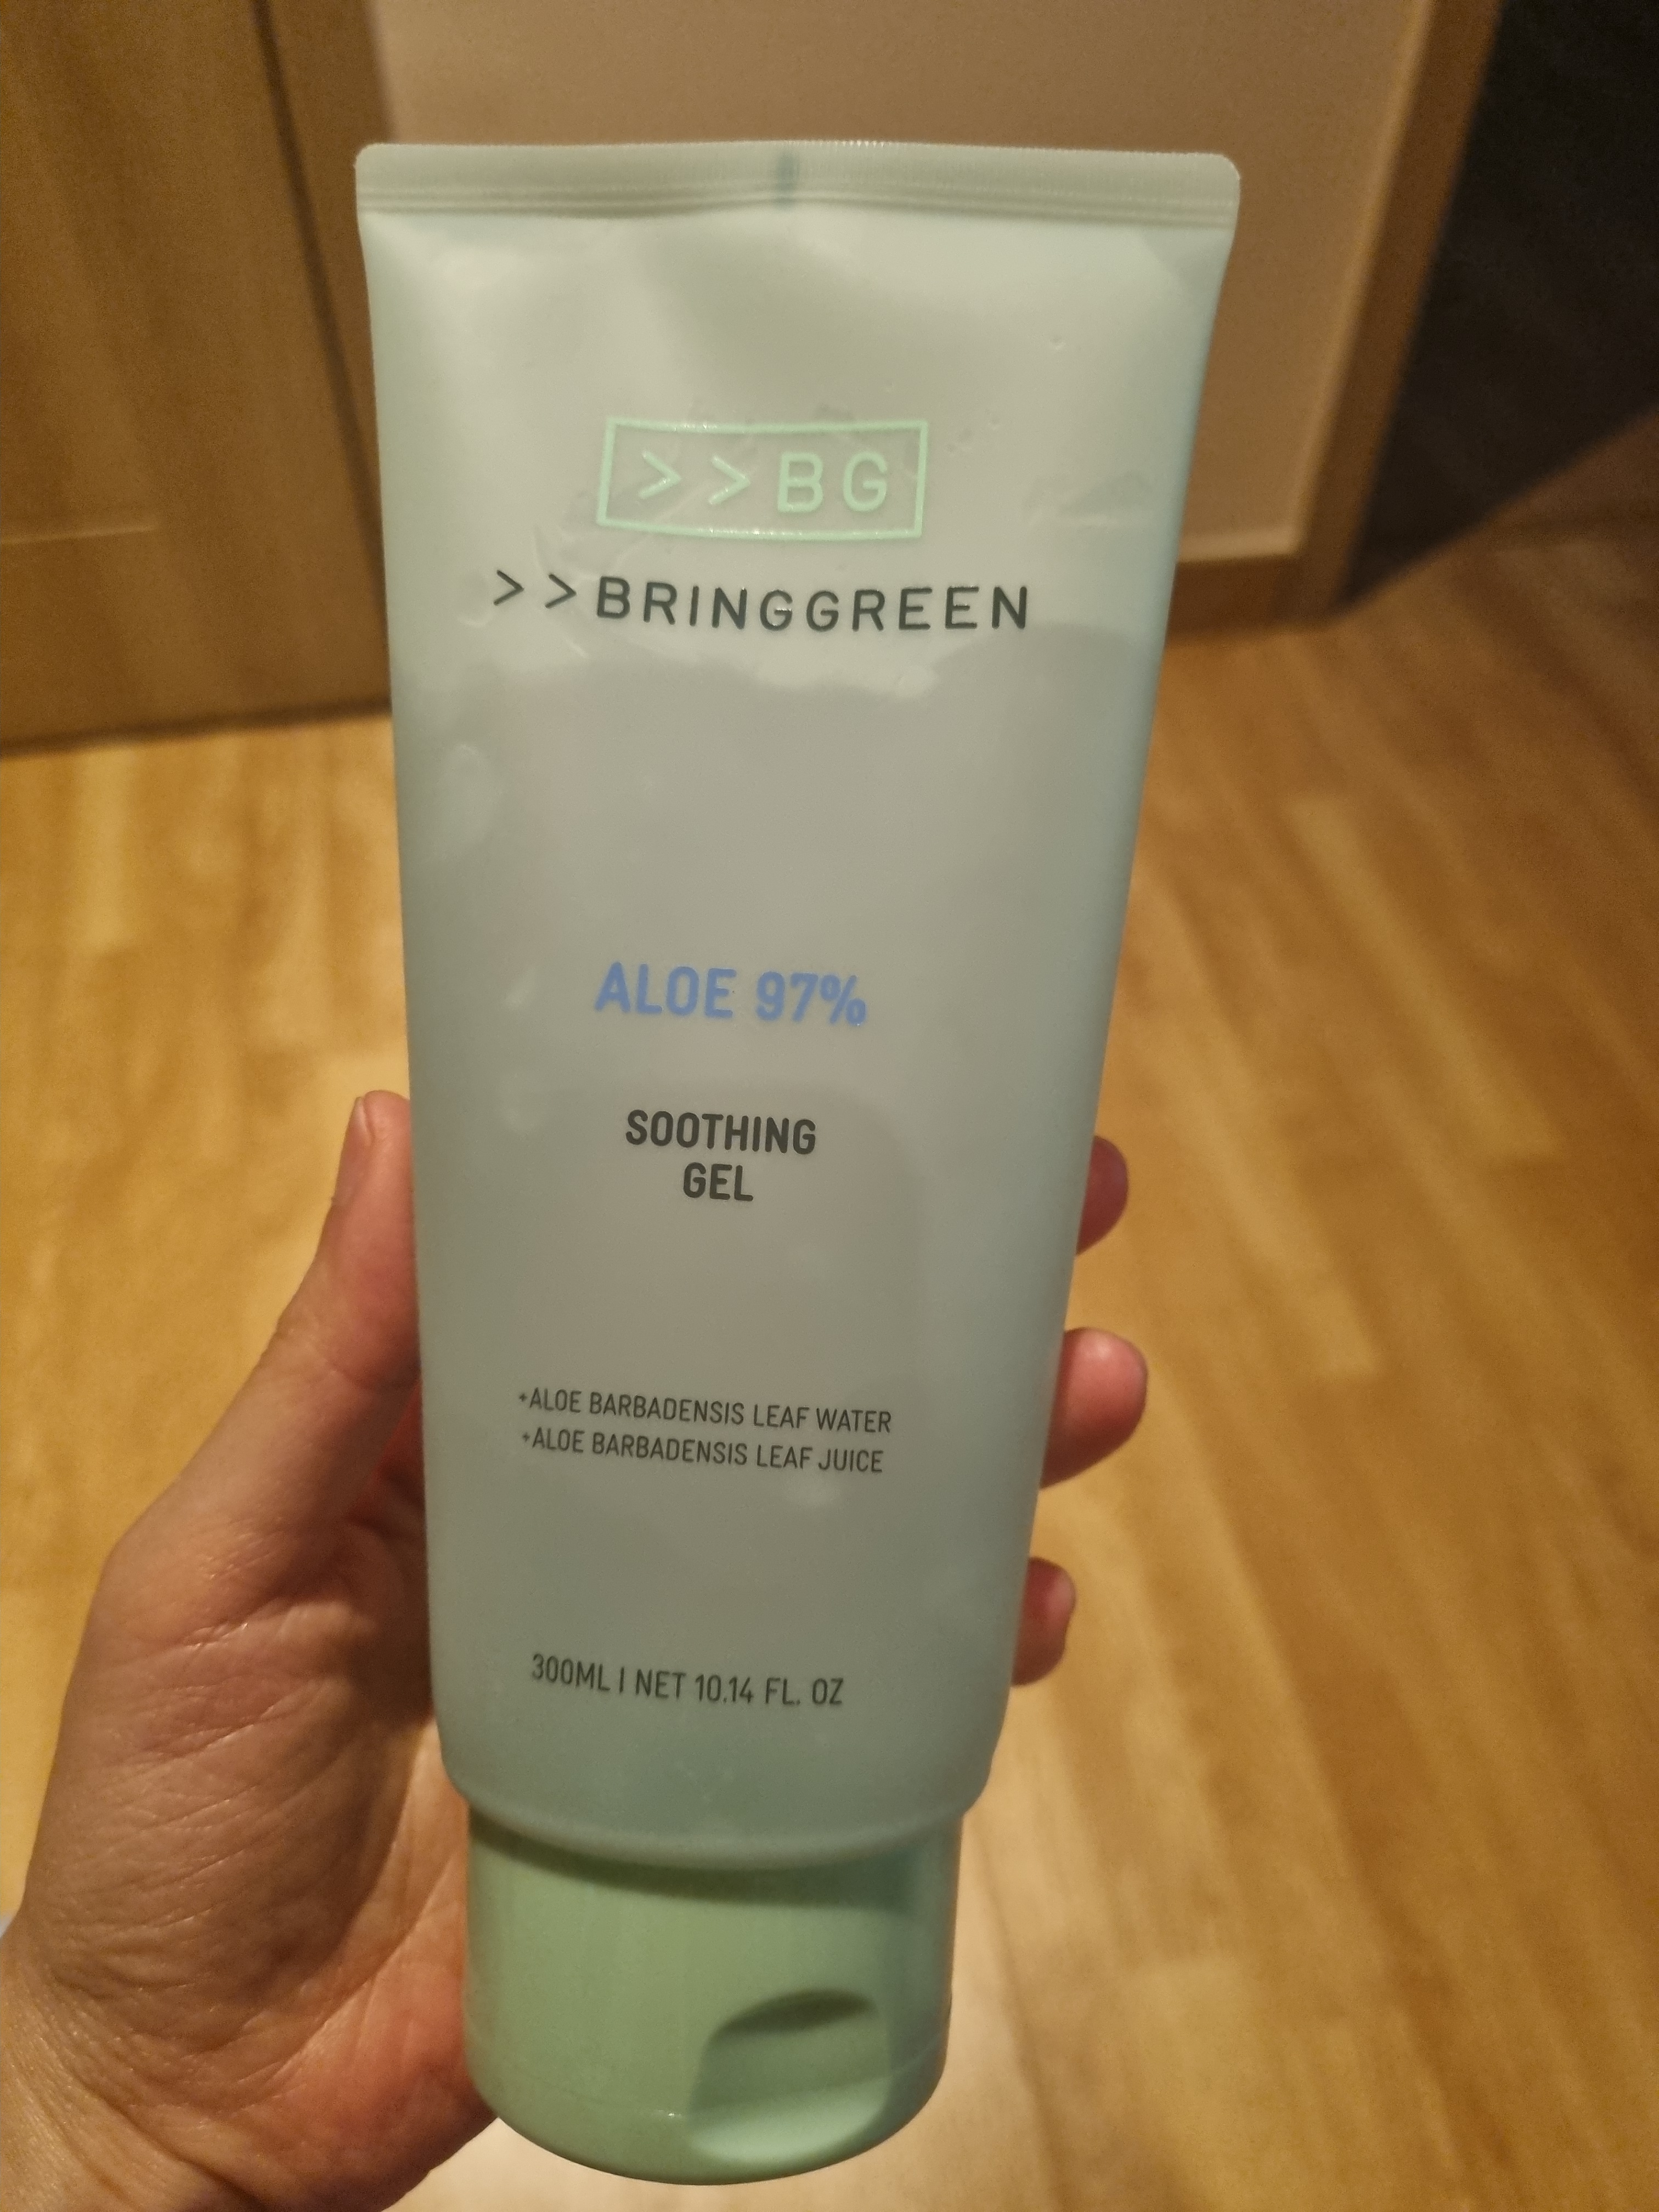 >>BG
>>BRINGGREEN
ALOE 97%
SOOTHING
GEL
+ALOE BARBADENSIS LEAF WATER
+ALOE BARBADENSIS LEAF JUICE
300ML | NET 10.14 FL. OZ